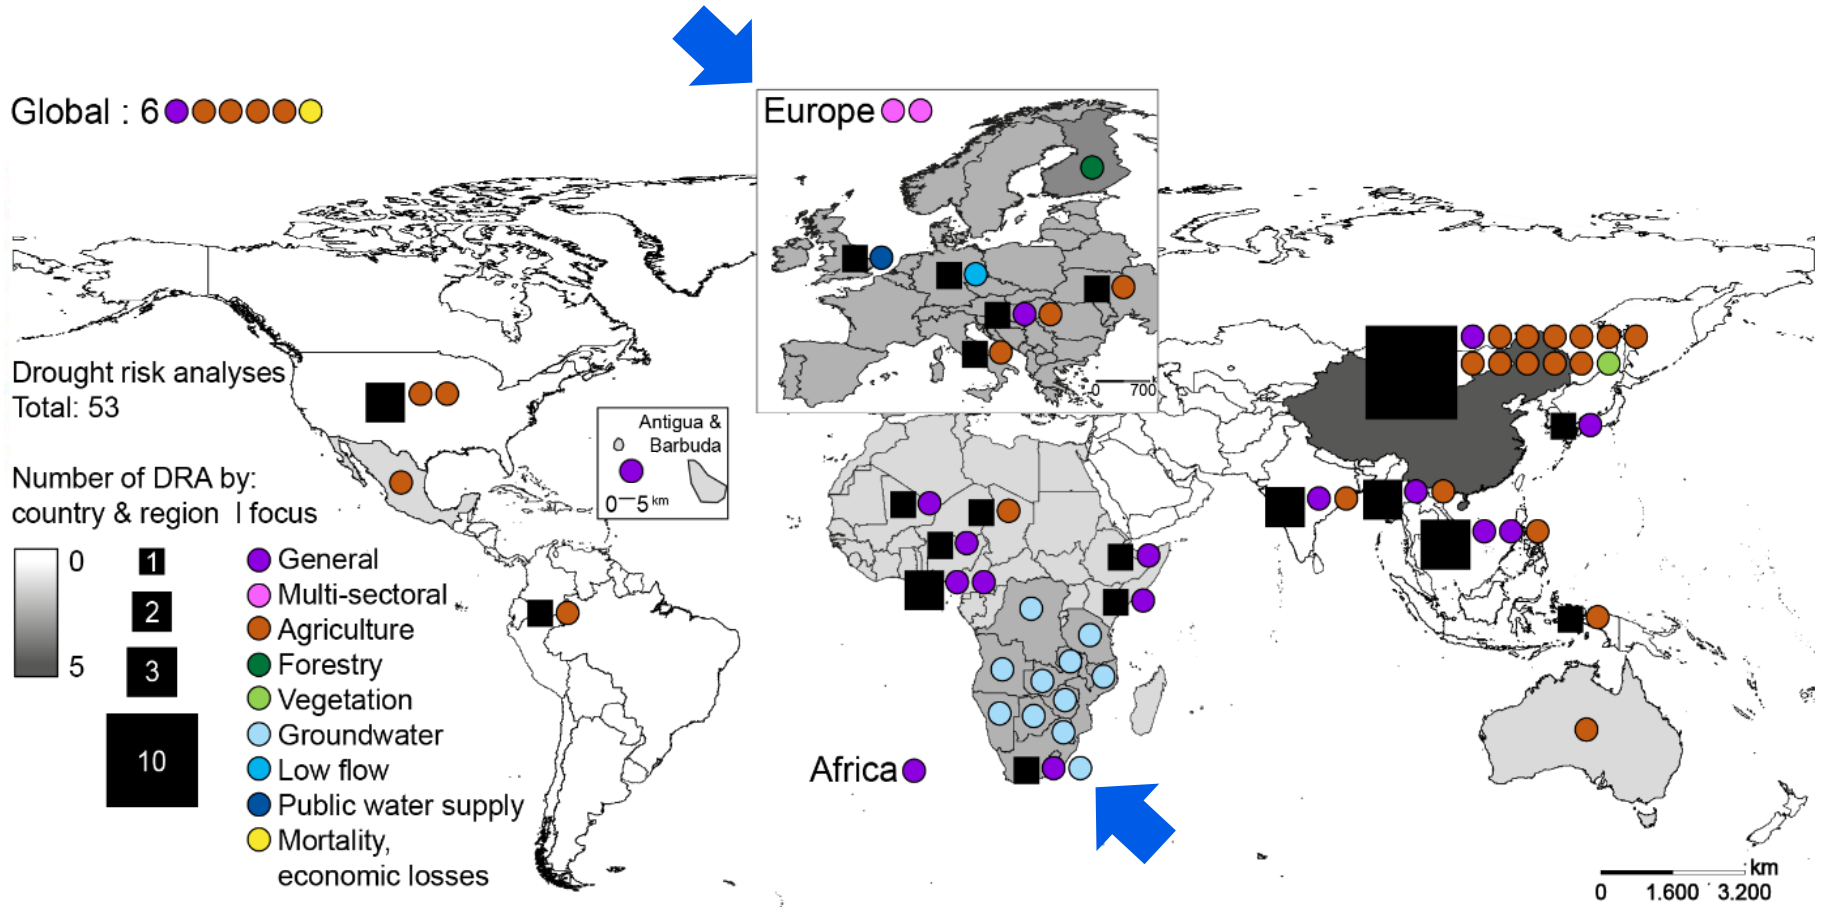 Global : 6
Europe
700
0
Drought risk analyses
Total: 53
Antigua &
Barbuda
0 5 km
Number of DRA by:
country & region I focus
0
5
1
2
3
10
General
Multi-sectoral
Agriculture
Forestry
Vegetation
Groundwater
Low flow
Public water supply
Mortality,
economic losses
Africa
km
0 1.600 3.200